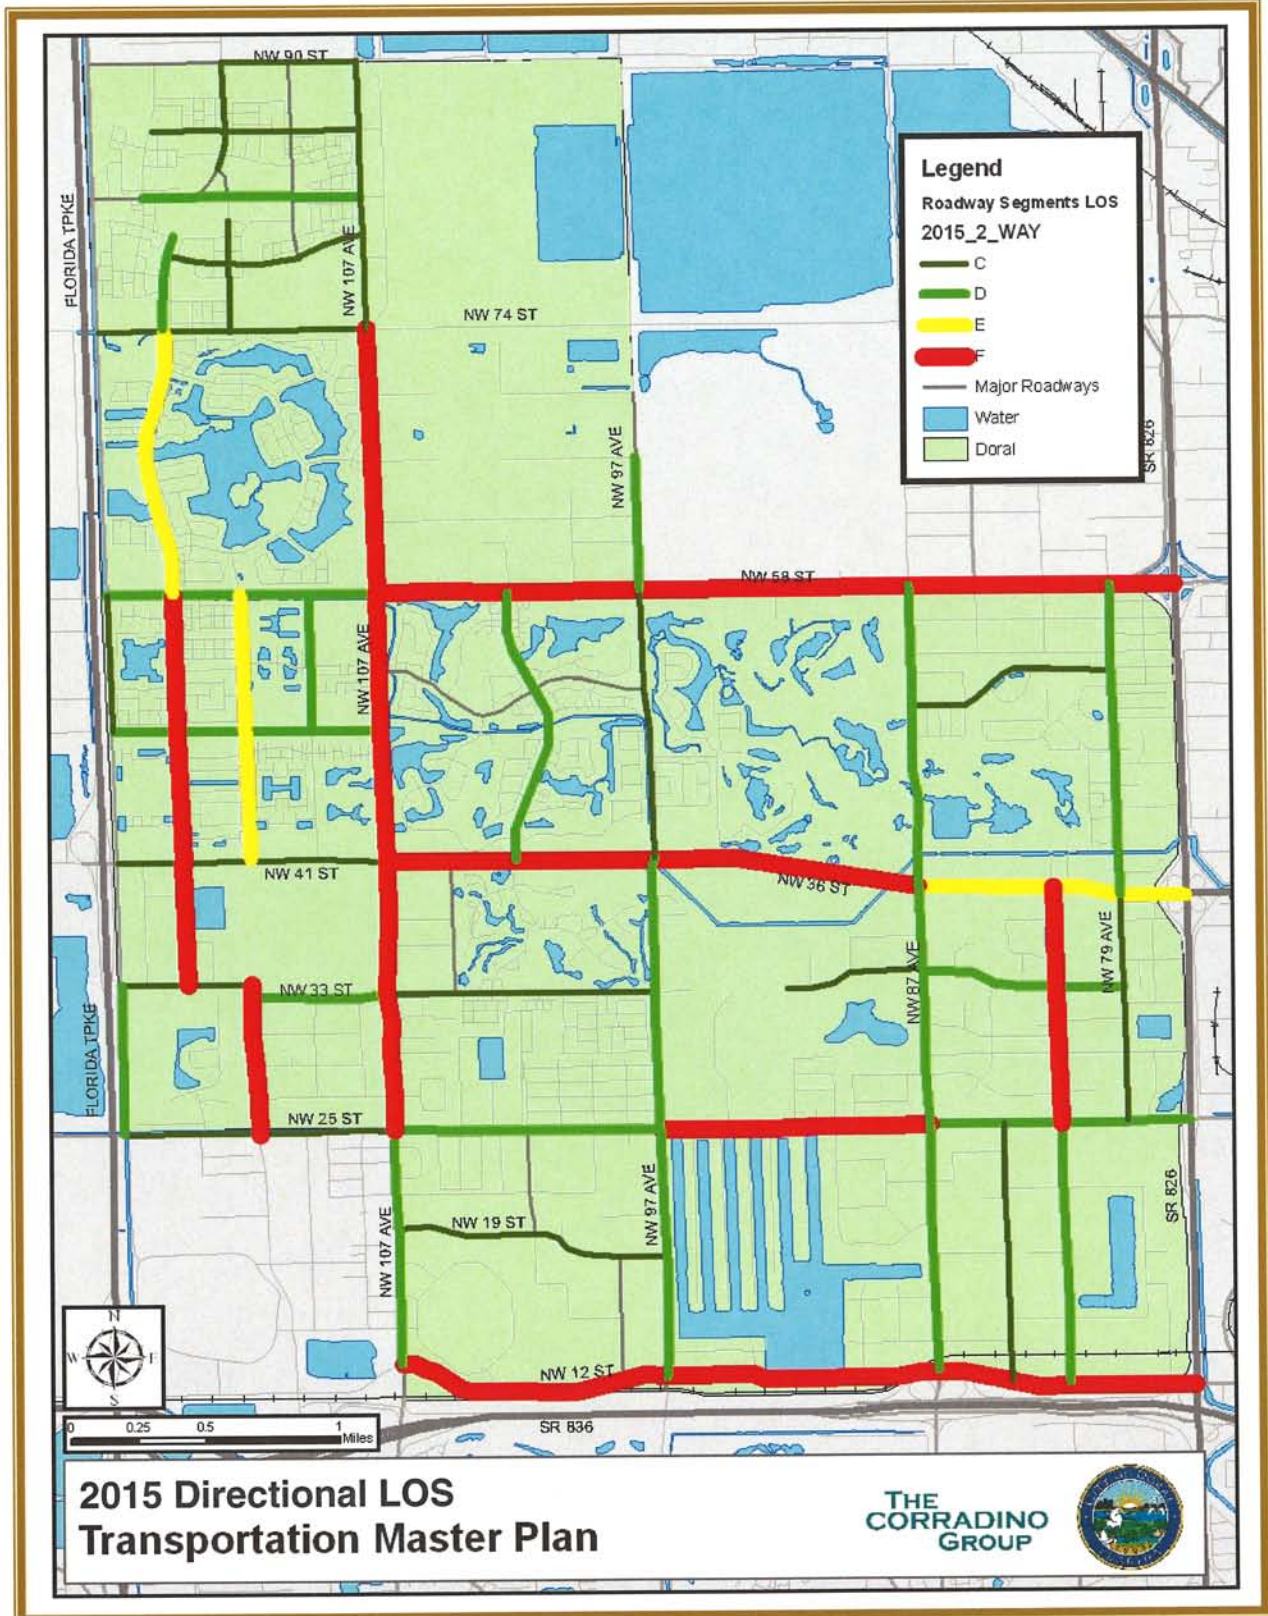 NW 90 ST
FLORIDA TPKE
NW 107 AVE
NW 74 ST
NW 97 AVE
SR 826
Legend
Roadway Segments LOS
2015_2_WAY
C
D
E
F
Major Roadways
Water
Doral
NW 58 ST
NW 107 AVE
NW 41 ST
NW 36 ST
NW 87 AVE
NW 79 AVE
NW 33 ST
FLORIDA TPKE
NW 25 ST
NW 107 AVE
NW 19 ST
NW 97 AVE
SR 826
NW 12 ST
SR 836
N
W E
S
0 0.25 0.5 1
Miles
2015 Directional LOS
Transportation Master Plan
THE
CORRADINO
GROUP